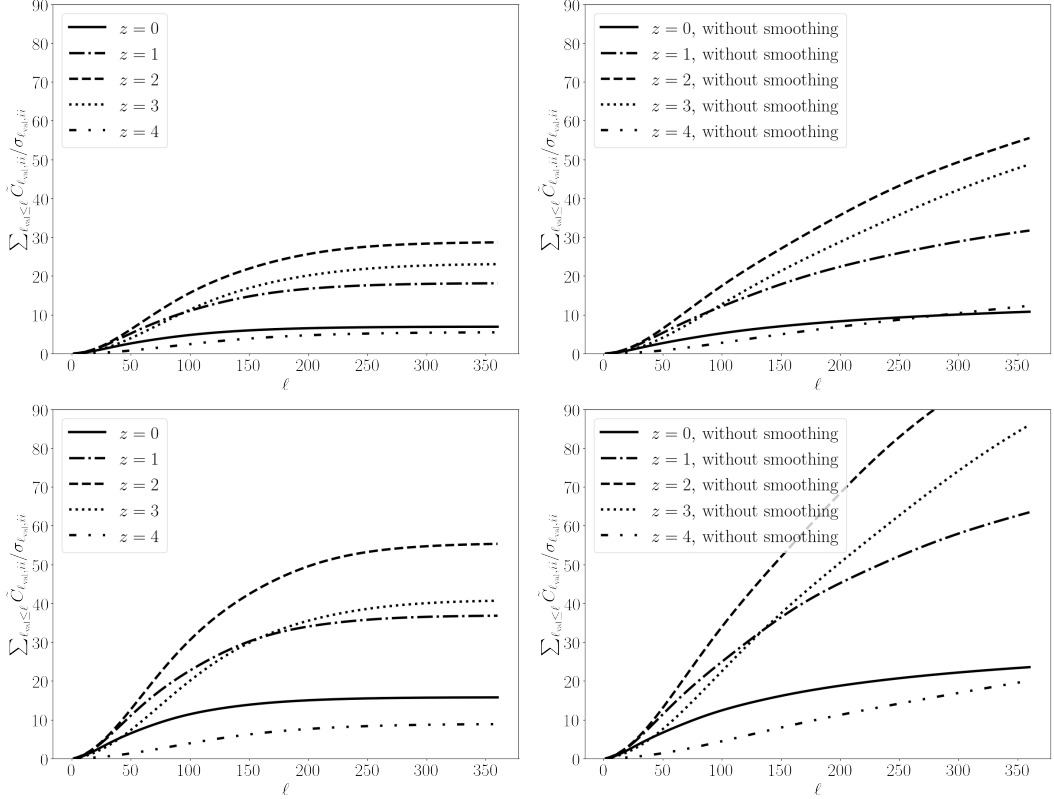 90
80
70
60
50
40
30
20
10
0
∑ℓval≤ℓ C̃ℓval,ii/σℓval,ii
z = 0
z = 1
z = 2
z = 3
z = 4
0 50 100 150 200 250 300 350
ℓ
90
80
70
60
50
40
30
20
10
0
∑ℓval≤ℓ C̃ℓval,ii/σℓval,ii
z = 0, without smoothing
z = 1, without smoothing
z = 2, without smoothing
z = 3, without smoothing
z = 4, without smoothing
0 50 100 150 200 250 300 350
ℓ
90
80
70
60
50
40
30
20
10
0
∑ℓval≤ℓ C̃ℓval,ii/σℓval,ii
z = 0
z = 1
z = 2
z = 3
z = 4
0 50 100 150 200 250 300 350
ℓ
90
80
70
60
50
40
30
20
10
0
∑ℓval≤ℓ C̃ℓval,ii/σℓval,ii
z = 0, without smoothing
z = 1, without smoothing
z = 2, without smoothing
z = 3, without smoothing
z = 4, without smoothing
0 50 100 150 200 250 300 350
ℓ